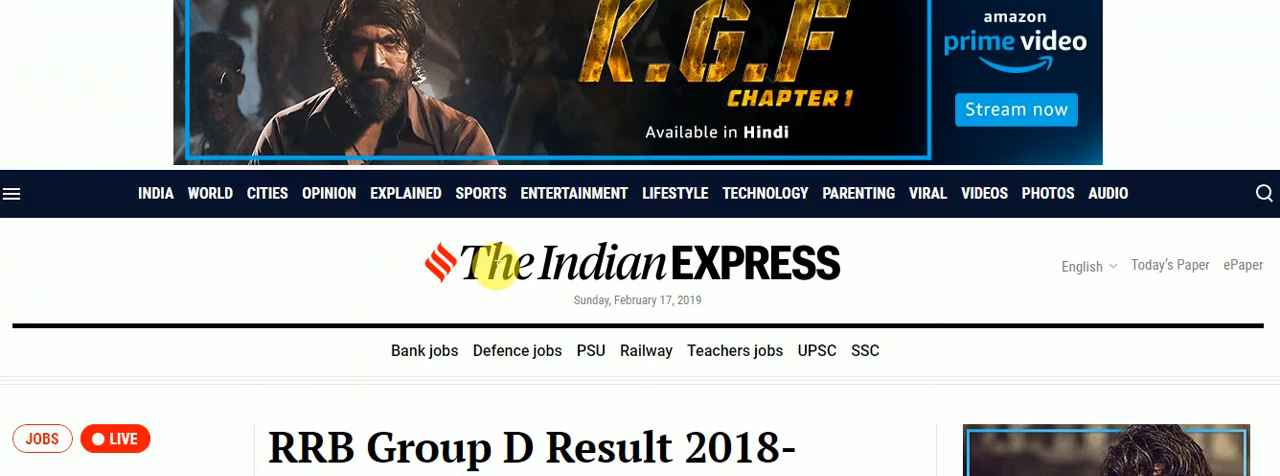 K.G.F
CHAPTER 1
Available in Hindi
amazon
prime video
Stream now
INDIA WORLD CITIES OPINION EXPLAINED SPORTS ENTERTAINMENT LIFESTYLE TECHNOLOGY PARENTING VIRAL VIDEOS PHOTOS AUDIO
The Indian EXPRESS
Sunday, February 17, 2019
English Today's Paper ePaper
Bank jobs Defence jobs PSU Railway Teachers jobs UPSC SSC
JOBS LIVE
RRB Group D Result 2018-